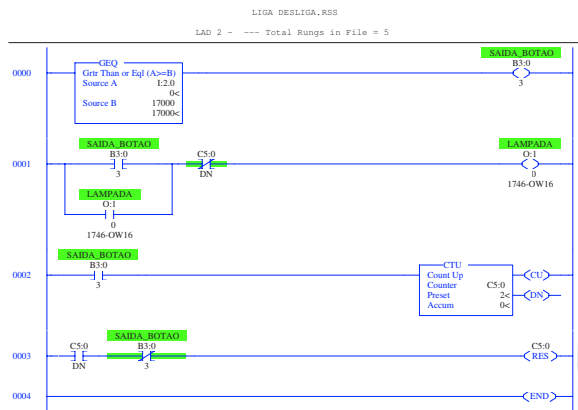 LIGA DESLIGA.RSS
LAD 2 - --- Total Rungs in File = 5
0000
GEQ
Grtr Than or Eql (A>=B)
Source A I:2.0
0<
Source B 17000
17000<
SAIDA_BOTAO
B3:0
3
0001
SAIDA_BOTAO
B3:0
3
C5:0
DN
LAMPADA
O:1
0
1746-OW16
LAMPADA
O:1
0
1746-OW16
0002
SAIDA_BOTAO
B3:0
3
CTU
Count Up
Counter C5:0
Preset 2<
Accum 0<
CU
DN
0003
C5:0
DN
SAIDA_BOTAO
B3:0
3
C5:0
RES
0004
END